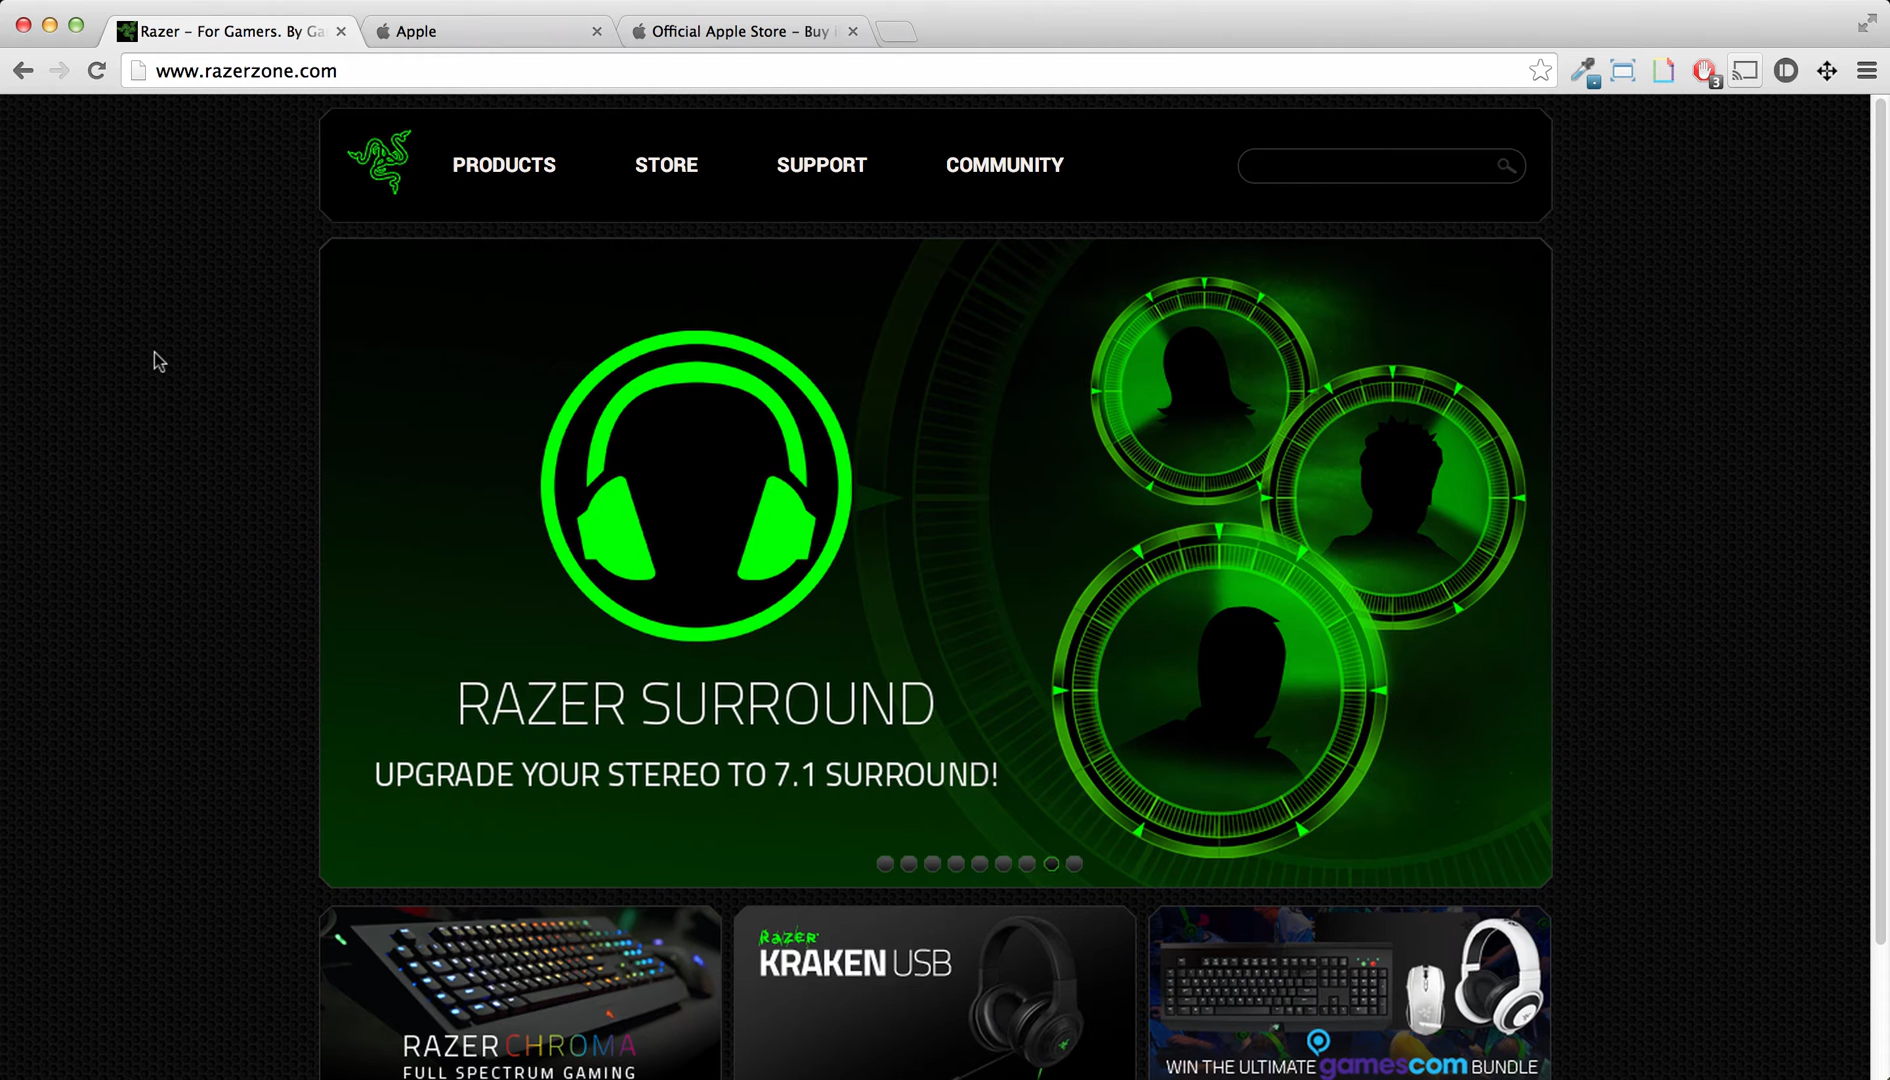 Razer – For Gamers. By Ga
Apple
Official Apple Store – Buy i
www.razerzone.com
3
PRODUCTS
STORE
SUPPORT
COMMUNITY
RAZER SURROUND
UPGRADE YOUR STEREO TO 7.1 SURROUND!
RAZER CHROMA
FULL SPECTRUM GAMING
Razer
KRAKEN USB
WIN THE ULTIMATE gamescom BUNDLE